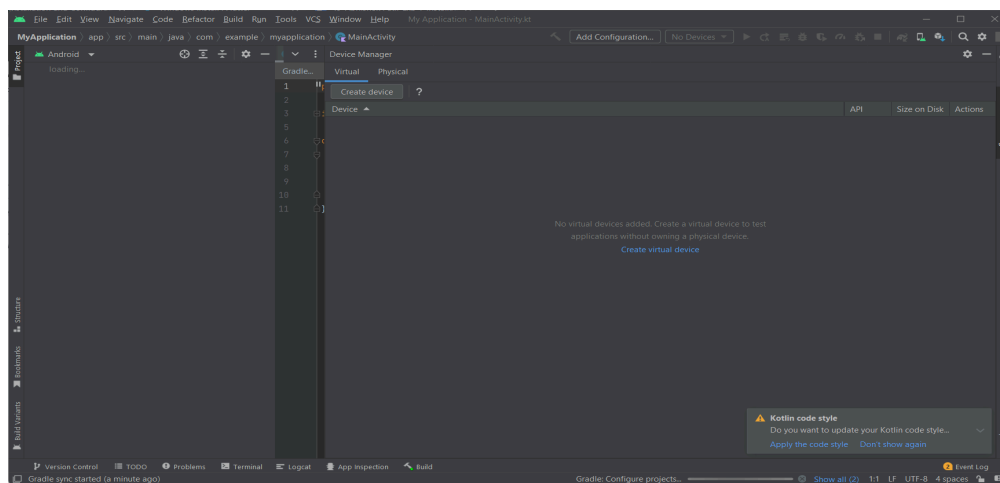 File Edit View Navigate Code Refactor Build Run Tools VCS Window Help My Application - MainActivity.kt
MyApplication app src main java com example myapplication MainActivity Add Configuration... No Devices
Project Android Device Manager
loading... Gradle... Virtual Physical
1 Create device ?
2 Device API Size on Disk Actions
3
5
6
7
8
9
10
11
No virtual devices added. Create a virtual device to test
applications without owning a physical device.
Create virtual device
Structure
Bookmarks
Build Variants
Kotlin code style
Do you want to update your Kotlin code style...
Apply the code style Don't show again
Version Control TODO Problems Terminal Logcat App Inspection Build 2 Event Log
Gradle sync started (a minute ago) Gradle: Configure projects... Show all (2) 1:1 LF UTF-8 4 spaces